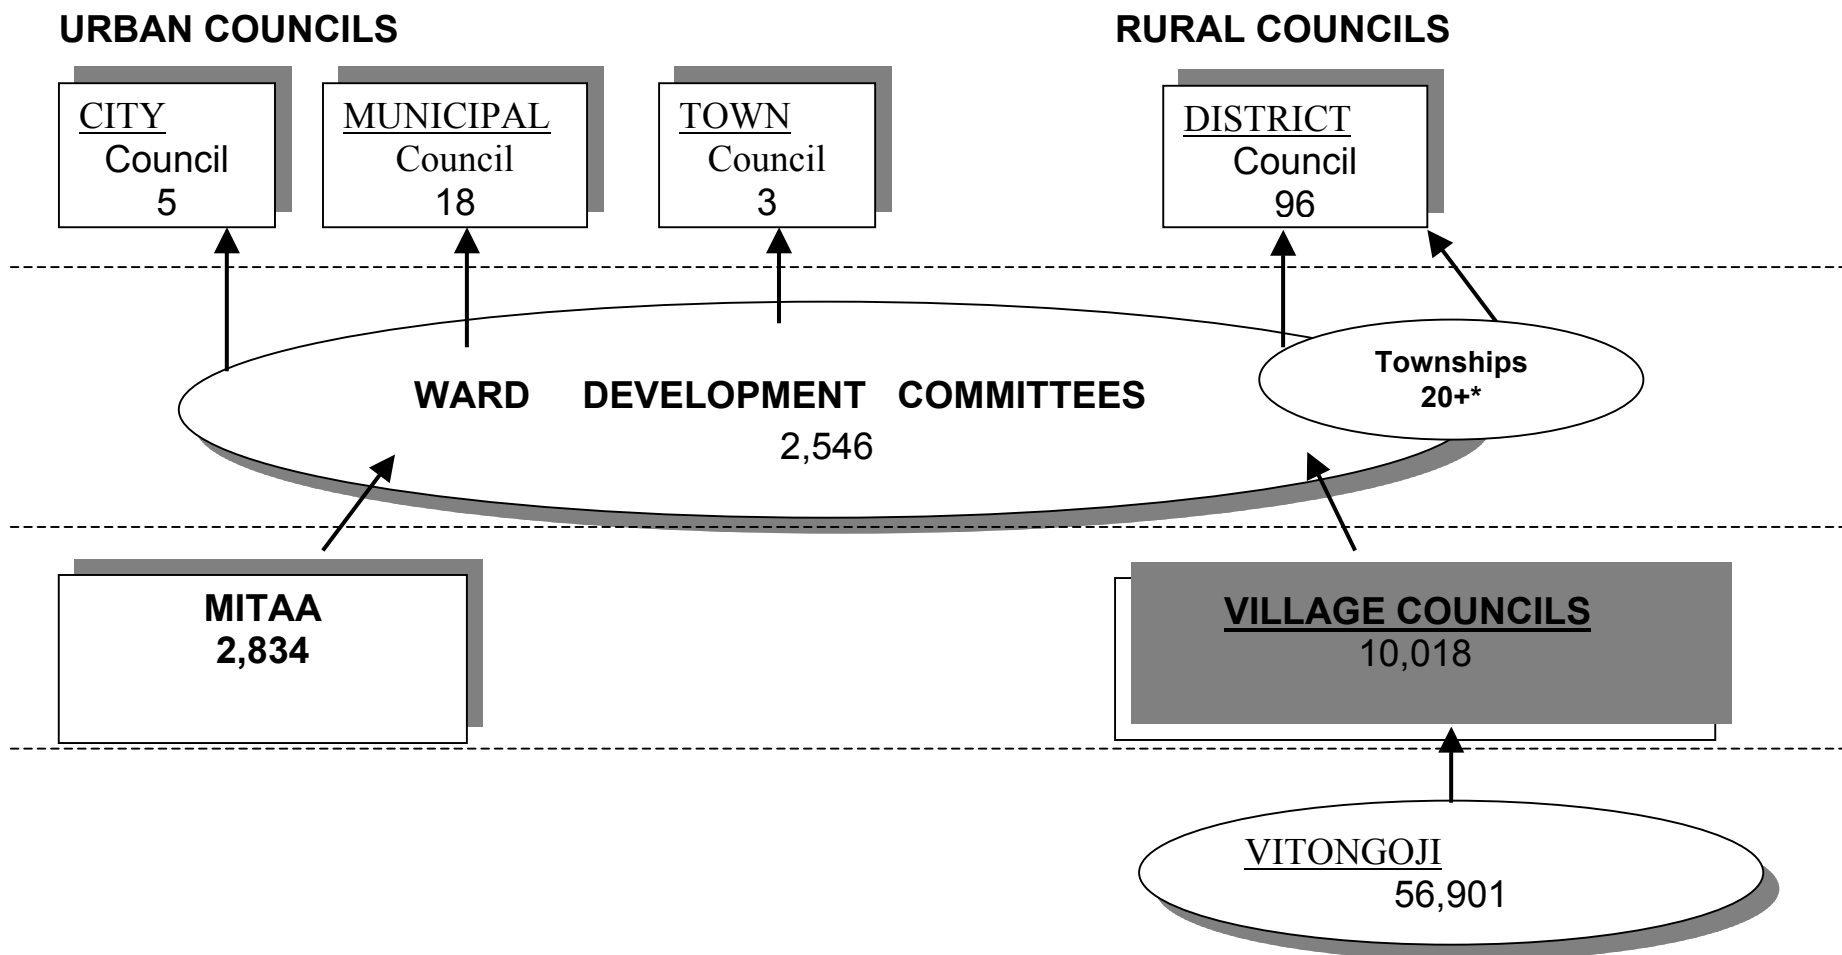 URBAN COUNCILS
RURAL COUNCILS
CITY
Council
5
MUNICIPAL
Council
18
TOWN
Council
3
DISTRICT
Council
96
WARD DEVELOPMENT COMMITTEES
2,546
Townships
20+*
MITAA
2,834
VILLAGE COUNCILS
10,018
VITONGOJI
56,901